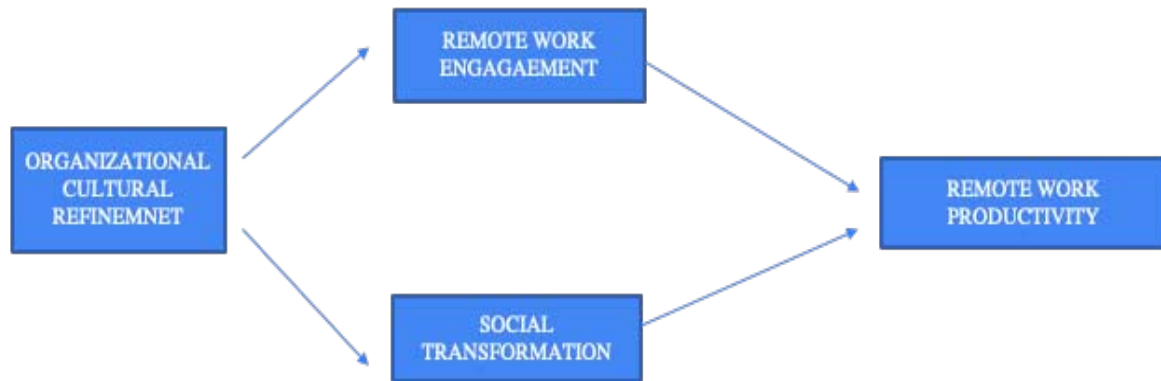 REMOTE WORK
ENGAGAEMENT
ORGANIZATIONAL
CULTURAL
REFINEMNET
REMOTE WORK
PRODUCTIVITY
SOCIAL
TRANSFORMATION